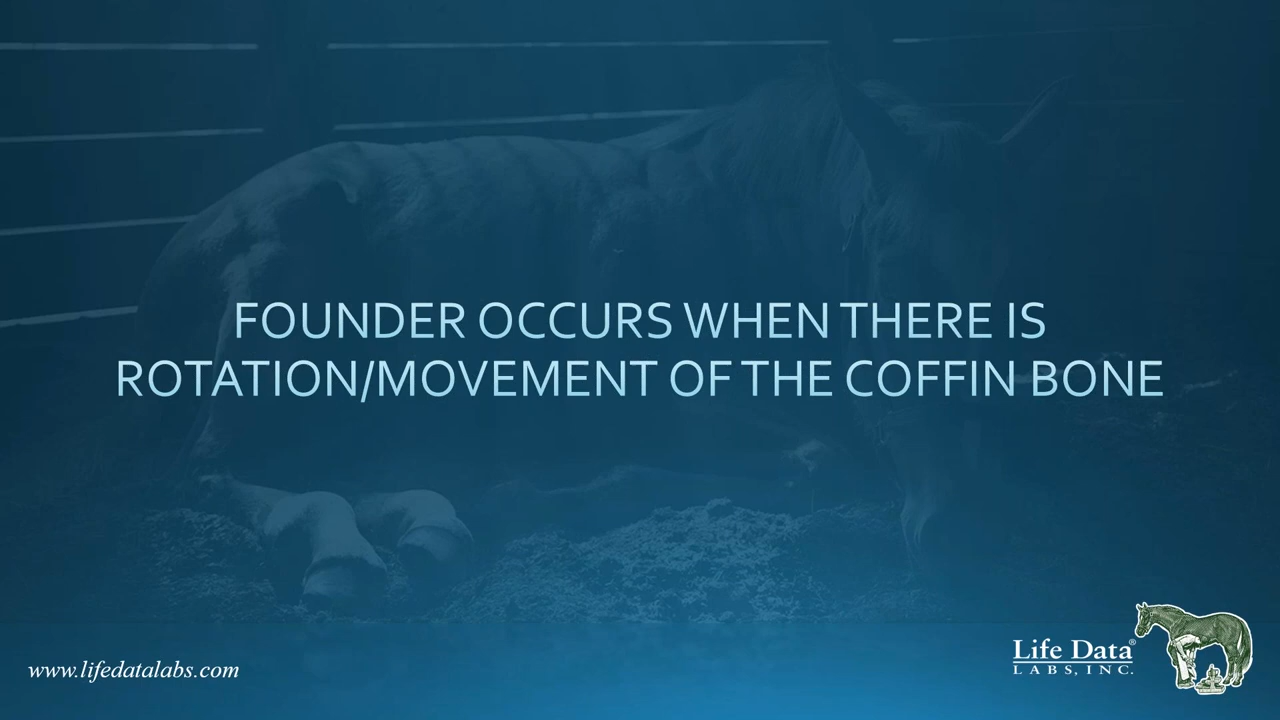 FOUNDER OCCURS WHEN THERE IS
ROTATION/MOVEMENT OF THE COFFIN BONE
www.lifedatalabs.com
Life Data®
LABS, INC.